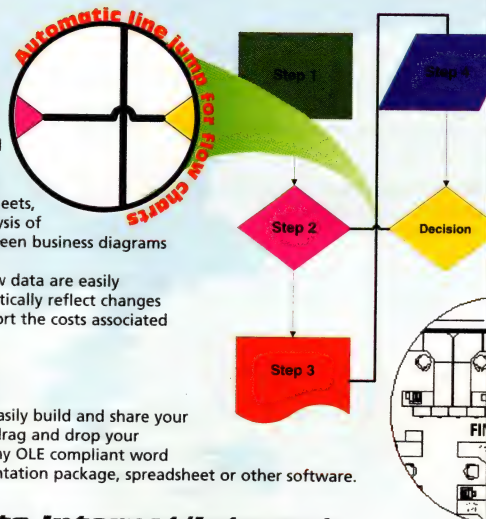 Automatic line jump for flow charts
Step 1
Step 4
Step 2
Decision
Step 3
eets,
ysis of
een business diagrams
w data are easily
tically reflect changes
ort the costs associated
asily build and share your
drag and drop your
ny OLE compliant word
ntation package, spreadsheet or other software.
FI